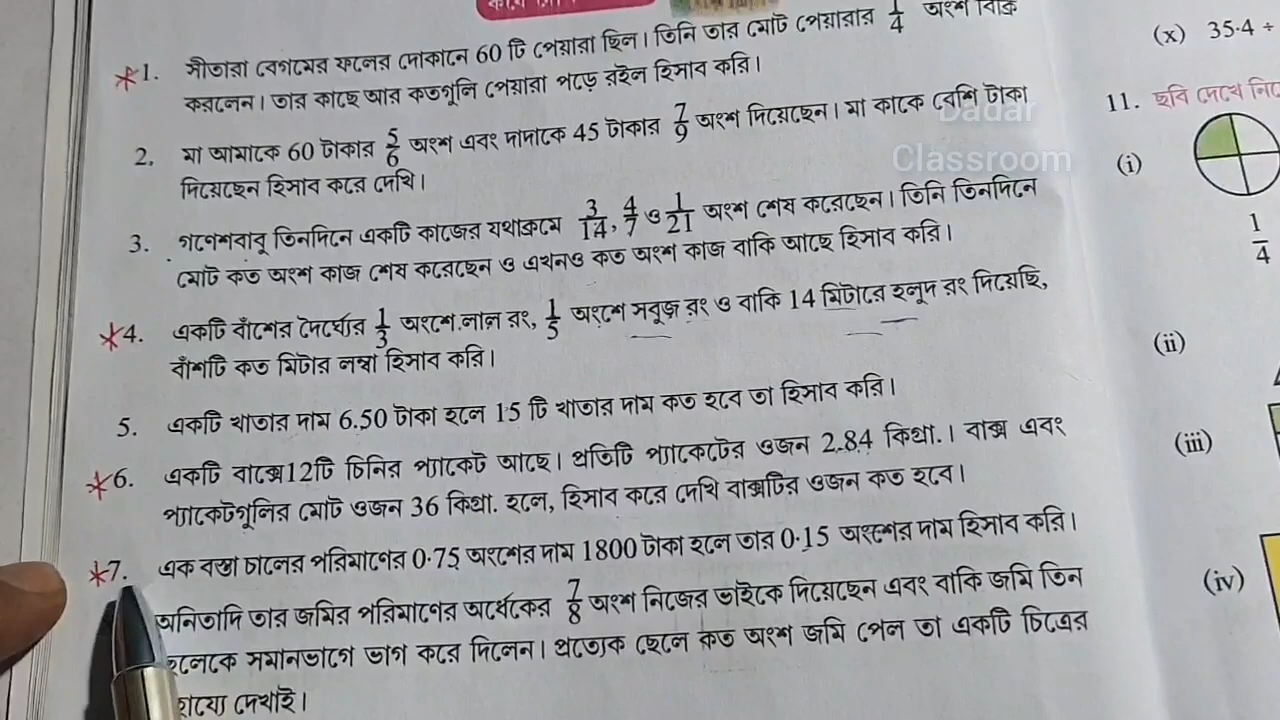 1. সীতারা বেগমের ফলের দোকানে 60 টি পেয়ারা ছিল। তিনি তার মোট পেয়ারার 1/4 অংশ বিক্রি
করলেন। তার কাছে আর কতগুলি পেয়ারা পড়ে রইল হিসাব করি।
2. মা আমাকে 60 টাকার 5/6 অংশ এবং দাদাকে 45 টাকার 7/9 অংশ দিয়েছেন। মা কাকে বেশি টাকা
দিয়েছেন হিসাব করে দেখি।
3. গণেশবাবু তিনদিনে একটি কাজের যথাক্রমে 3/14, 4/7 ও 1/21 অংশ শেষ করেছেন। তিনি তিনদিনে
মোট কত অংশ কাজ শেষ করেছেন ও এখনও কত অংশ কাজ বাকি আছে হিসাব করি।
4. একটি বাঁশের দৈর্ঘ্যের 1/3 অংশে লাল রং, 1/5 অংশে সবুজ রং ও বাকি 14 মিটারে হলুদ রং দিয়েছি,
বাঁশটি কত মিটার লম্বা হিসাব করি।
5. একটি খাতার দাম 6.50 টাকা হলে 15 টি খাতার দাম কত হবে তা হিসাব করি।
6. একটি বাক্সে 12টি চিনির প্যাকেট আছে। প্রতিটি প্যাকেটের ওজন 2.84 কিগ্রা.। বাক্স এবং
প্যাকেটগুলির মোট ওজন 36 কিগ্রা. হলে, হিসাব করে দেখি বাক্সটির ওজন কত হবে।
7. এক বস্তা চালের পরিমাণের 0·75 অংশের দাম 1800 টাকা হলে তার 0·15 অংশের দাম হিসাব করি।
অনিতাদি তার জমির পরিমাণের অর্ধেকের 7/8 অংশ নিজের ভাইকে দিয়েছেন এবং বাকি জমি তিন
সমানভাগে ভাগ করে দিলেন। প্রত্যেক ছেলে কত অংশ জমি পেল তা একটি চিত্রের
দেখাই।
(x) 35·4 ÷
11. ছবি দেখে
(i)
1/4
(ii)
(iii)
(iv)
Dadar
Classroom